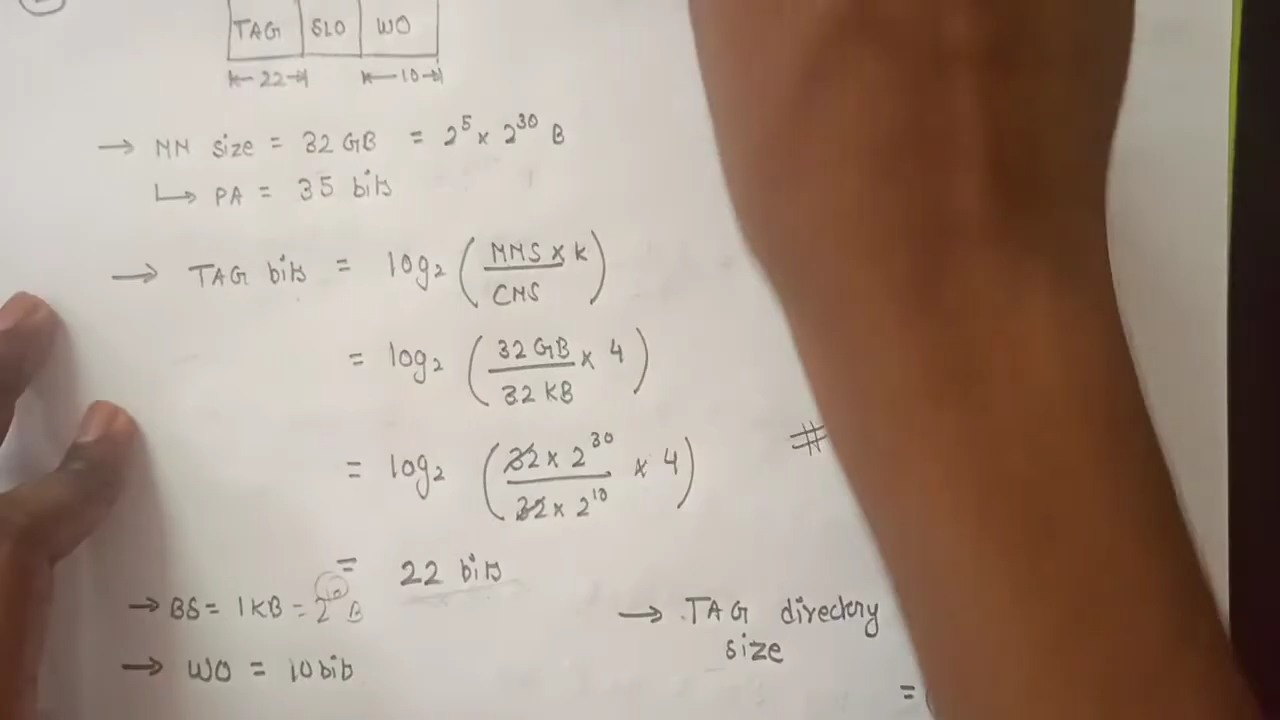 TAG SLO WO
22 10
→ MM size = 32 GB = 2^5 × 2^30 B
↳ PA = 35 bits
→ TAG bits = log2 (MMS × k / CMS)
= log2 (32 GB / 32 KB × 4)
= log2 (32 × 2^30 / 32 × 2^10 × 4)
= 22 bits
→ BS = 1KB = 2^10 B
→ WO = 10 bits
#
→ TAG directory
size
=